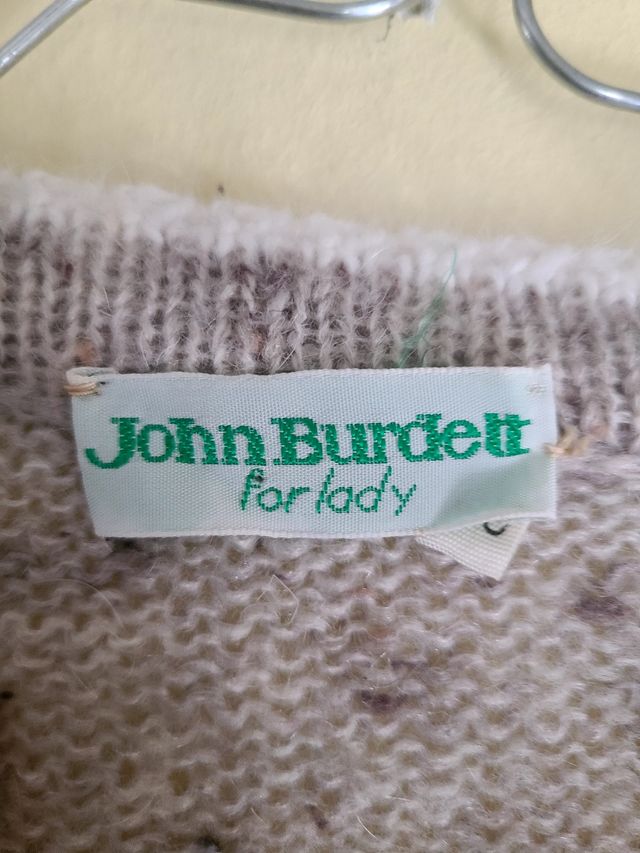 John Burdett
for lady